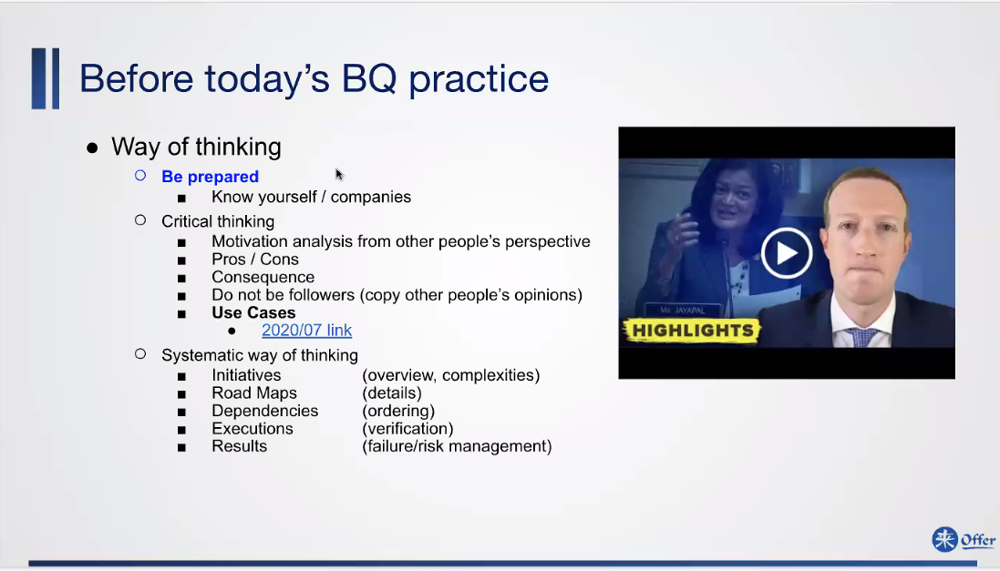 Before today's BQ practice
Way of thinking
Be prepared
Know yourself / companies
Critical thinking
Motivation analysis from other people's perspective
Pros / Cons
Consequence
Do not be followers (copy other people's opinions)
Use Cases
2020/07 link
Systematic way of thinking
Initiatives (overview, complexities)
Road Maps (details)
Dependencies (ordering)
Executions (verification)
Results (failure/risk management)
Ms. JAYAPAL
HIGHLIGHTS
来 Offer